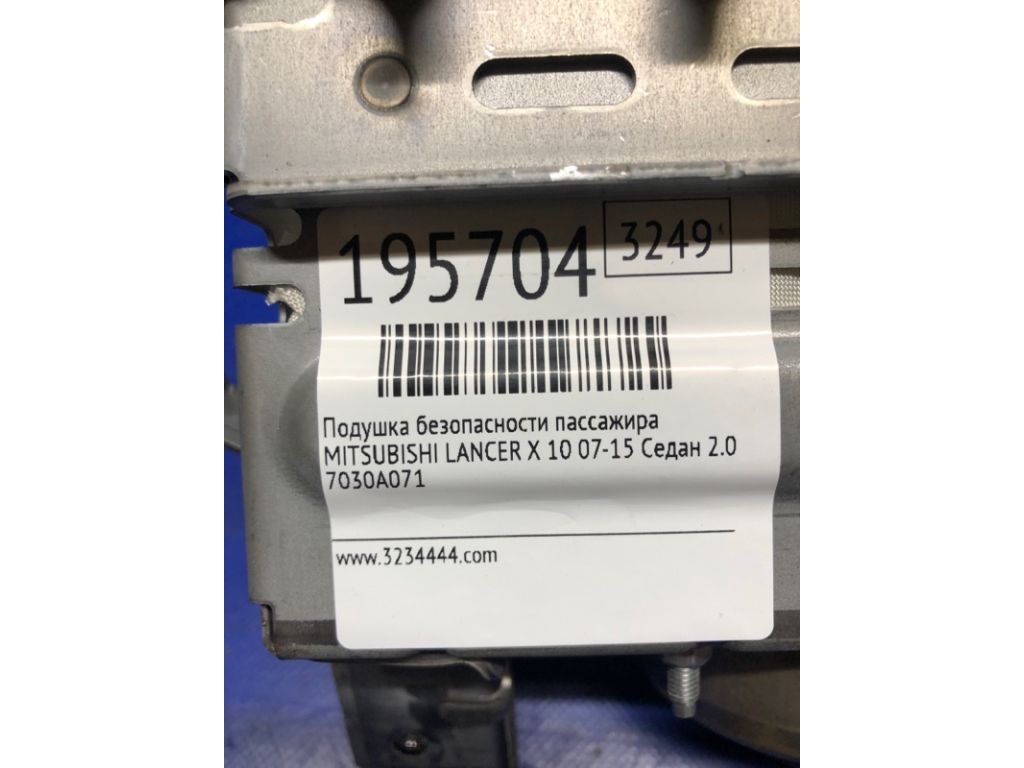 195704
3249
Подушка безопасности пассажира
MITSUBISHI LANCER X 10 07-15 Седан 2.0
7030A071
www.3234444.com